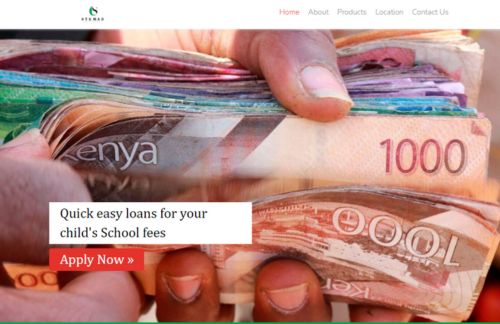 Home About Products Location Contact Us
Kenya
1000
1000
Kenya
Quick easy loans for your
child's School fees
Apply Now »